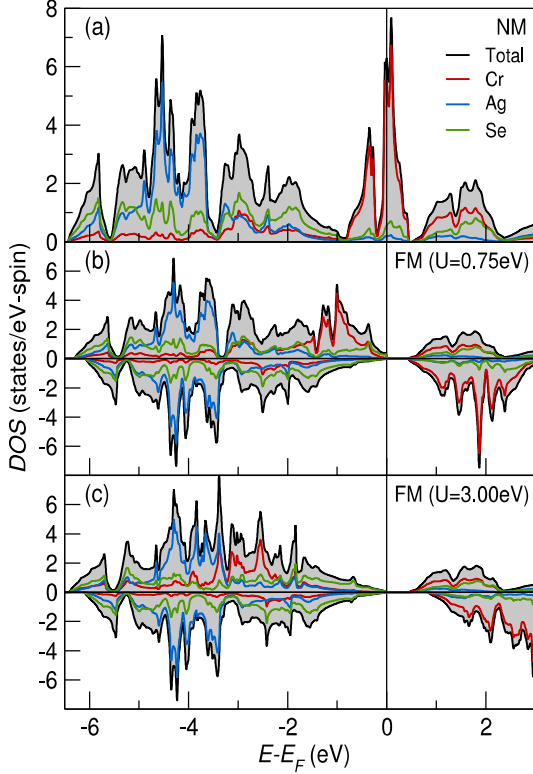 (a)
NM
Total
Cr
Ag
Se
8
6
4
2
0
(b)
FM (U=0.75eV)
6
4
2
0
-2
-4
-6
(c)
FM (U=3.00eV)
6
4
2
0
-2
-4
-6
DOS (states/eV-spin)
-6
-4
-2
0
2
E-EF (eV)